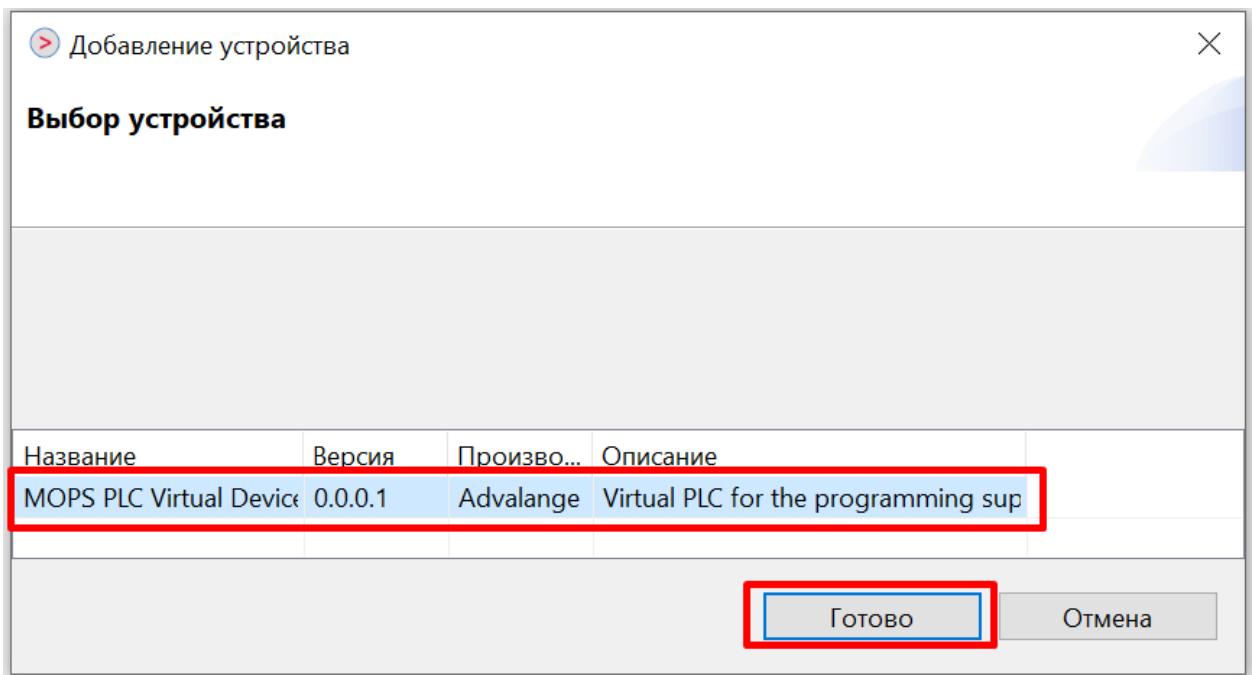 Добавление устройства
Выбор устройства
Название Версия Произво... Описание
MOPS PLC Virtual Device 0.0.0.1 Advalange Virtual PLC for the programming sup
Готово Отмена